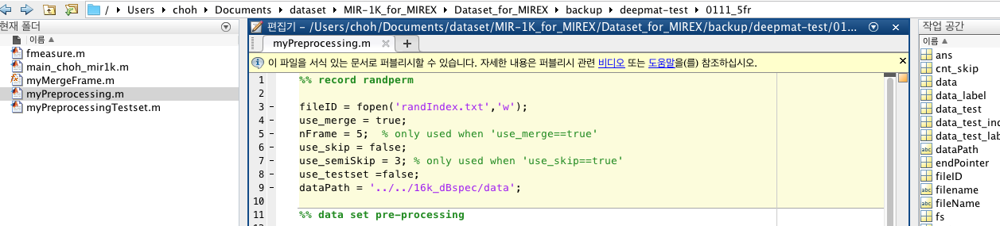 / ▸ Users ▸ choh ▸ Documents ▸ dataset ▸ MIR-1K_for_MIREX ▸ Dataset_for_MIREX ▸ backup ▸ deepmat-test ▸ 0111_5fr
현재 폴더
이름
fmeasure.m
main_choh_mir1k.m
myMergeFrame.m
myPreprocessing.m
myPreprocessingTestset.m
편집기 – /Users/choh/Documents/dataset/MIR-1K_for_MIREX/Dataset_for_MIREX/backup/deepmat-test/01...
myPreprocessing.m
이 파일을 서식 있는 문서로 퍼블리시할 수 있습니다. 자세한 내용은 퍼블리시 관련 비디오 또는 도움말을(를) 참조하십시오.
1 %% record randperm
2
3 – fileID = fopen('randIndex.txt','w');
4 – use_merge = true;
5 – nFrame = 5;  % only used when 'use_merge==true'
6 – use_skip = false;
7 – use_semiSkip = 3; % only used when 'use_skip==true'
8 – use_testset =false;
9 – dataPath = '../../16k_dBspec/data';
10
11 %% data set pre-processing
작업 공간
이름
ans
cnt_skip
data
data_label
data_test
data_test_ind
data_test_lab
dataPath
endPointer
fileID
filename
fileName
fs